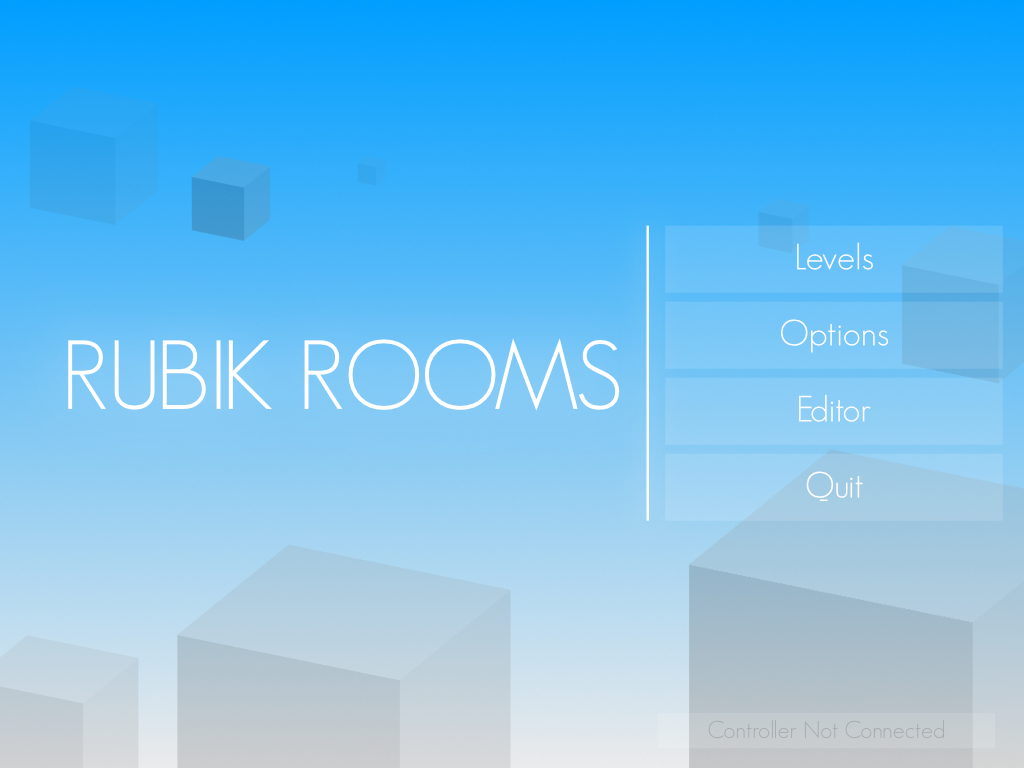 RUBIK ROOMS
Levels
Options
Editor
Quit
Controller Not Connected